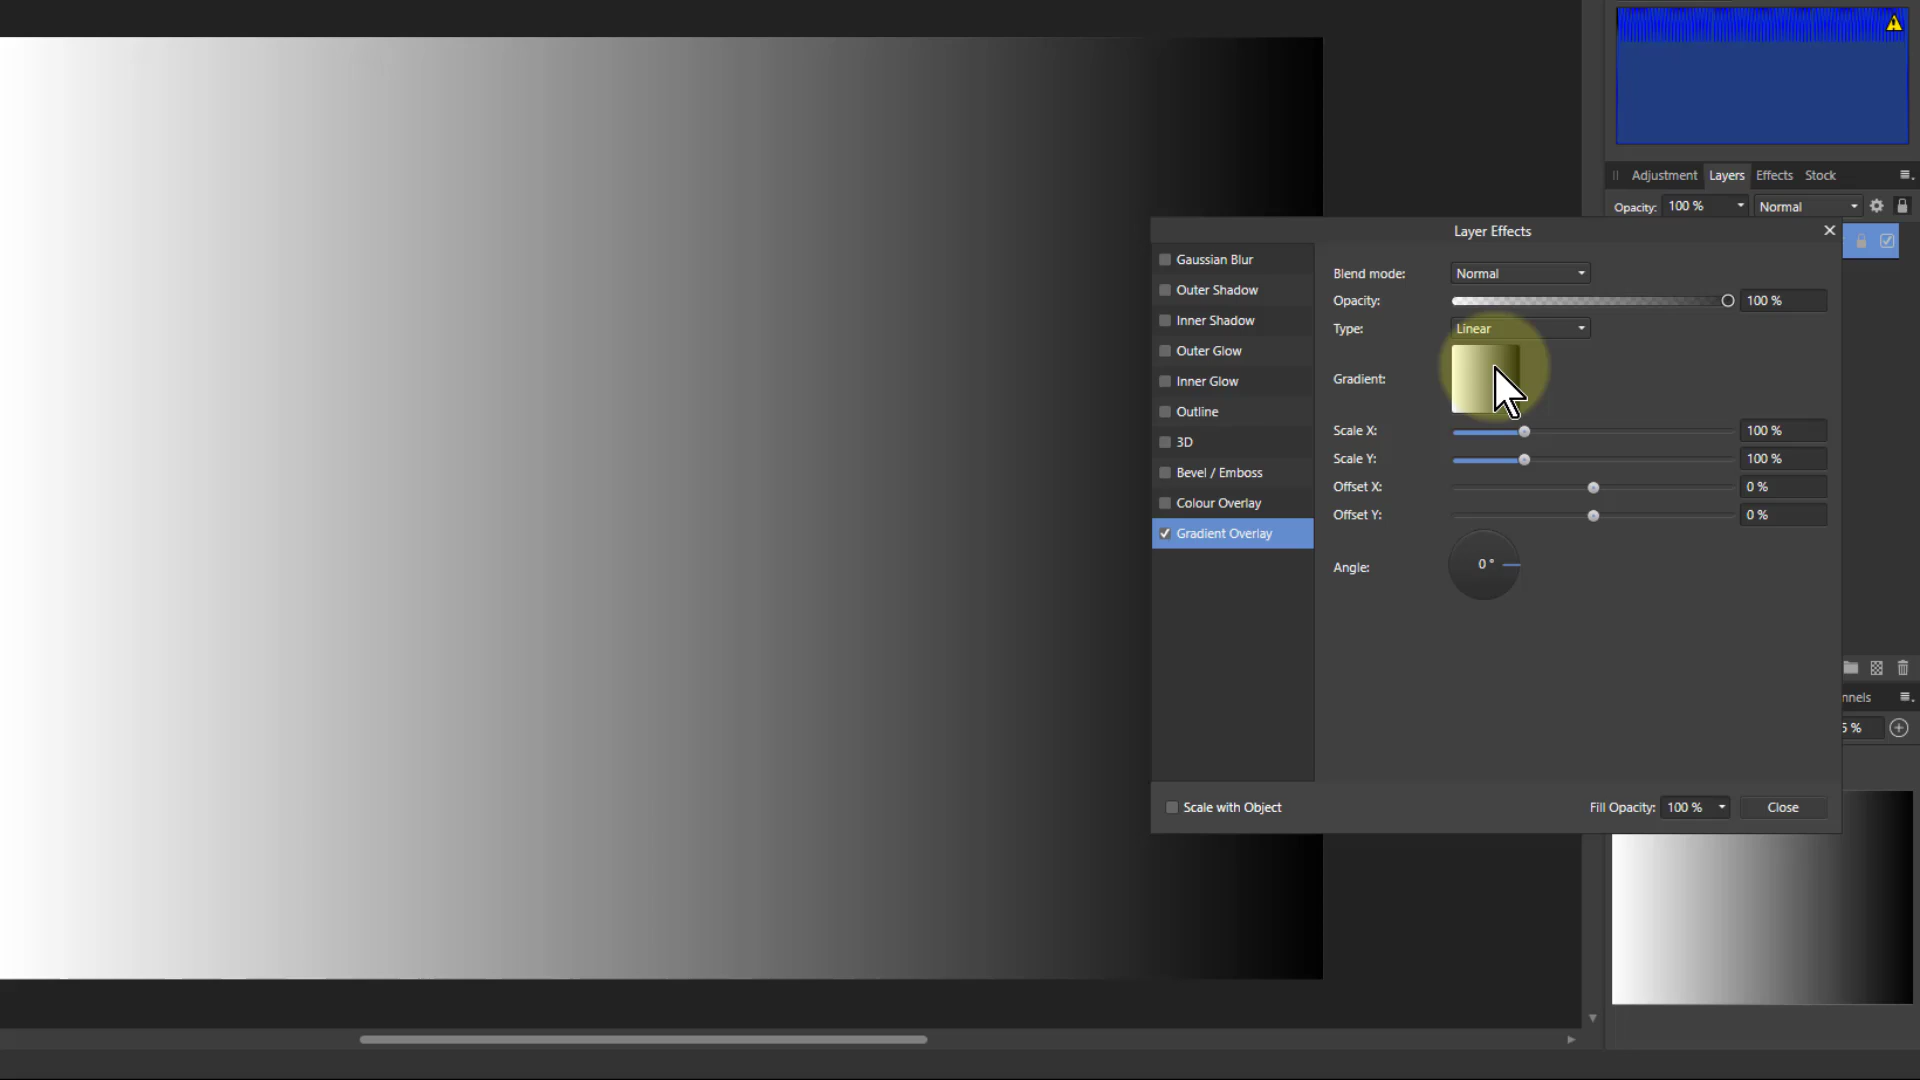 Adjustment Layers Effects Stock
Opacity: 100 % Normal
Layer Effects
Gaussian Blur
Outer Shadow
Inner Shadow
Outer Glow
Inner Glow
Outline
3D
Bevel / Emboss
Colour Overlay
Gradient Overlay
Blend mode: Normal
Opacity: 100 %
Type: Linear
Gradient:
Scale X: 100 %
Scale Y: 100 %
Offset X: 0 %
Offset Y: 0 %
Angle: 0 °
Scale with Object
Fill Opacity: 100 % Close
nnels
5 %